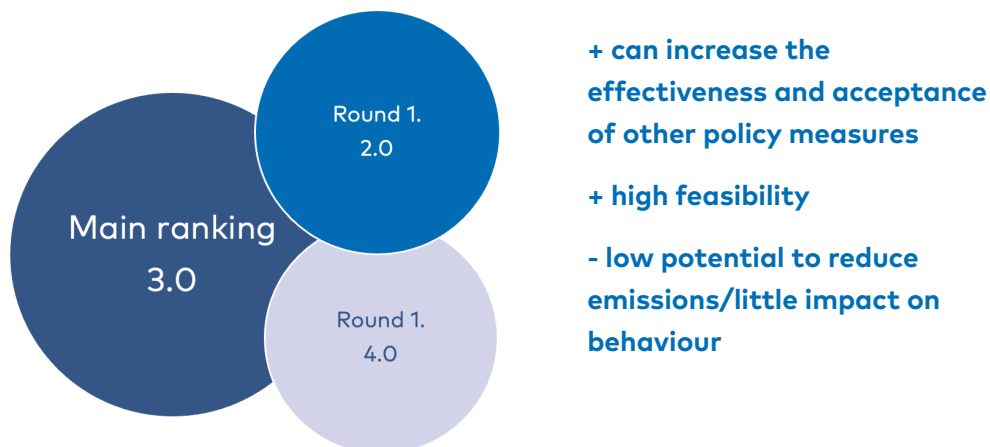 Main ranking
3.0
Round 1.
2.0
Round 1.
4.0
+ can increase the
effectiveness and acceptance
of other policy measures
+ high feasibility
- low potential to reduce
emissions/little impact on
behaviour